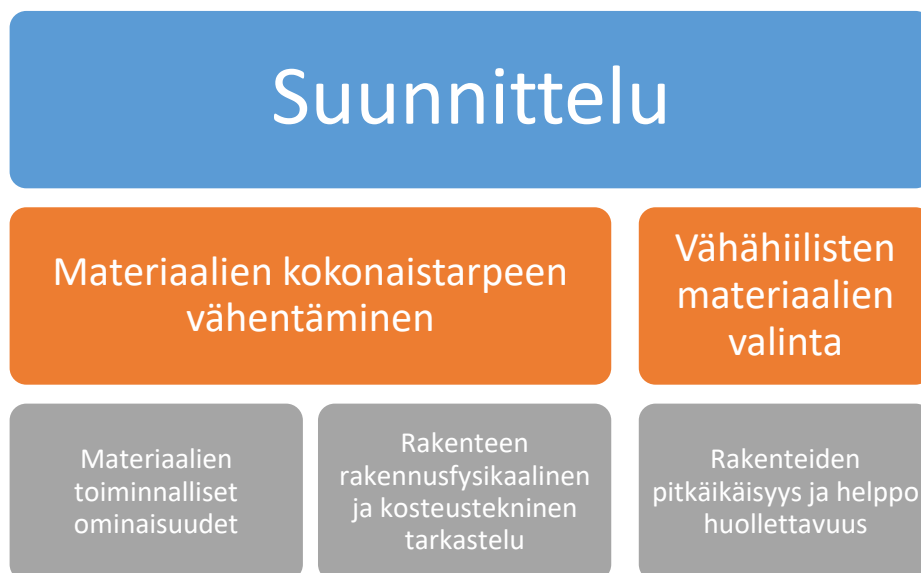 Suunnittelu
Materiaalien kokonaistarpeen
vähentäminen
Vähähiilisten
materiaalien
valinta
Materiaalien
toiminnalliset
ominaisuudet
Rakenteen
rakennusfysikaalinen
ja kosteustekninen
tarkastelu
Rakenteiden
pitkäikäisyys ja helppo
huollettavuus